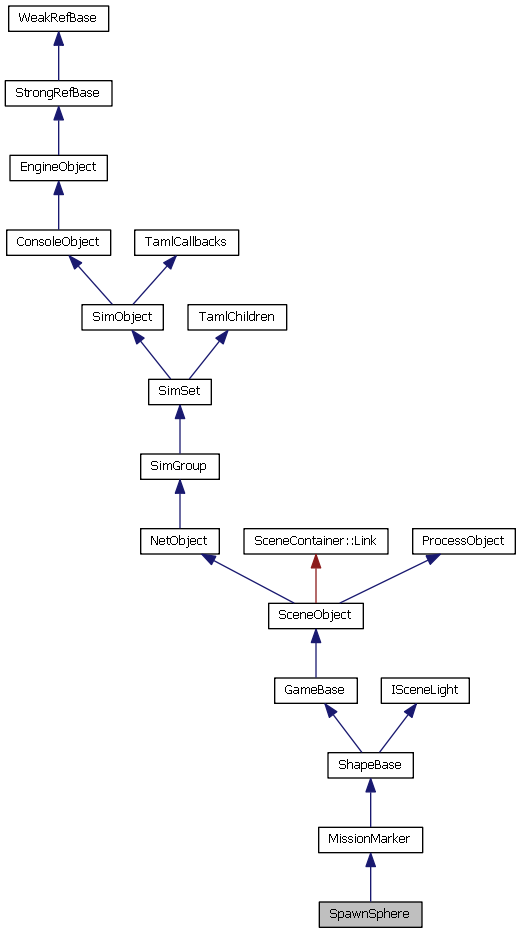 WeakRefBase
StrongRefBase
EngineObject
ConsoleObject
TamlCallbacks
SimObject
TamlChildren
SimSet
SimGroup
NetObject
SceneContainer::Link
ProcessObject
SceneObject
GameBase
ISceneLight
ShapeBase
MissionMarker
SpawnSphere